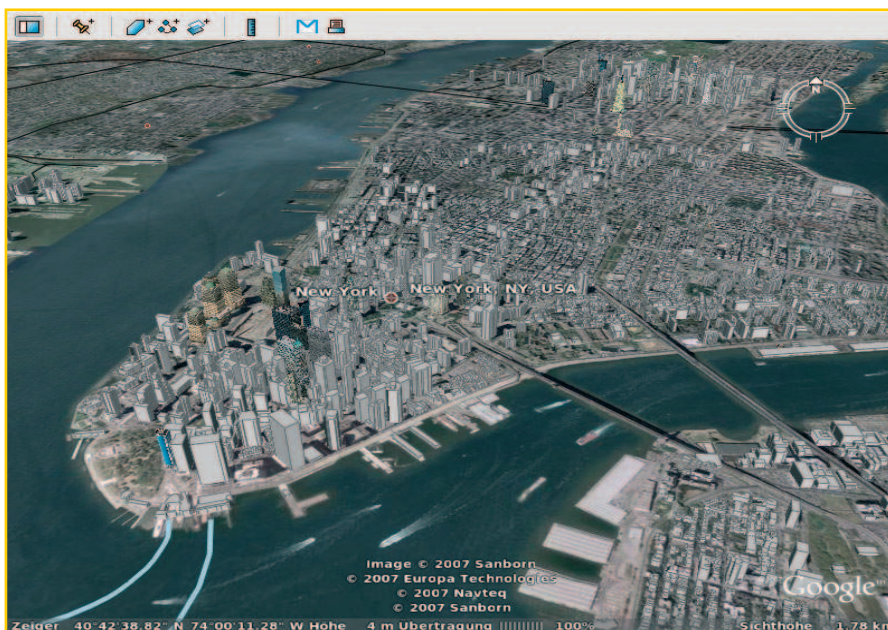 N
New York
New York, NY, USA
Image © 2007 Sanborn
© 2007 Europa Technologies
© 2007 Navteq
© 2007 Sanborn
Google
Zeiger 40°42'38.82" N 74°00'11.28" W Höhe 4 m Übertragung |||||||||| 100% Sichthöhe 1.78 km